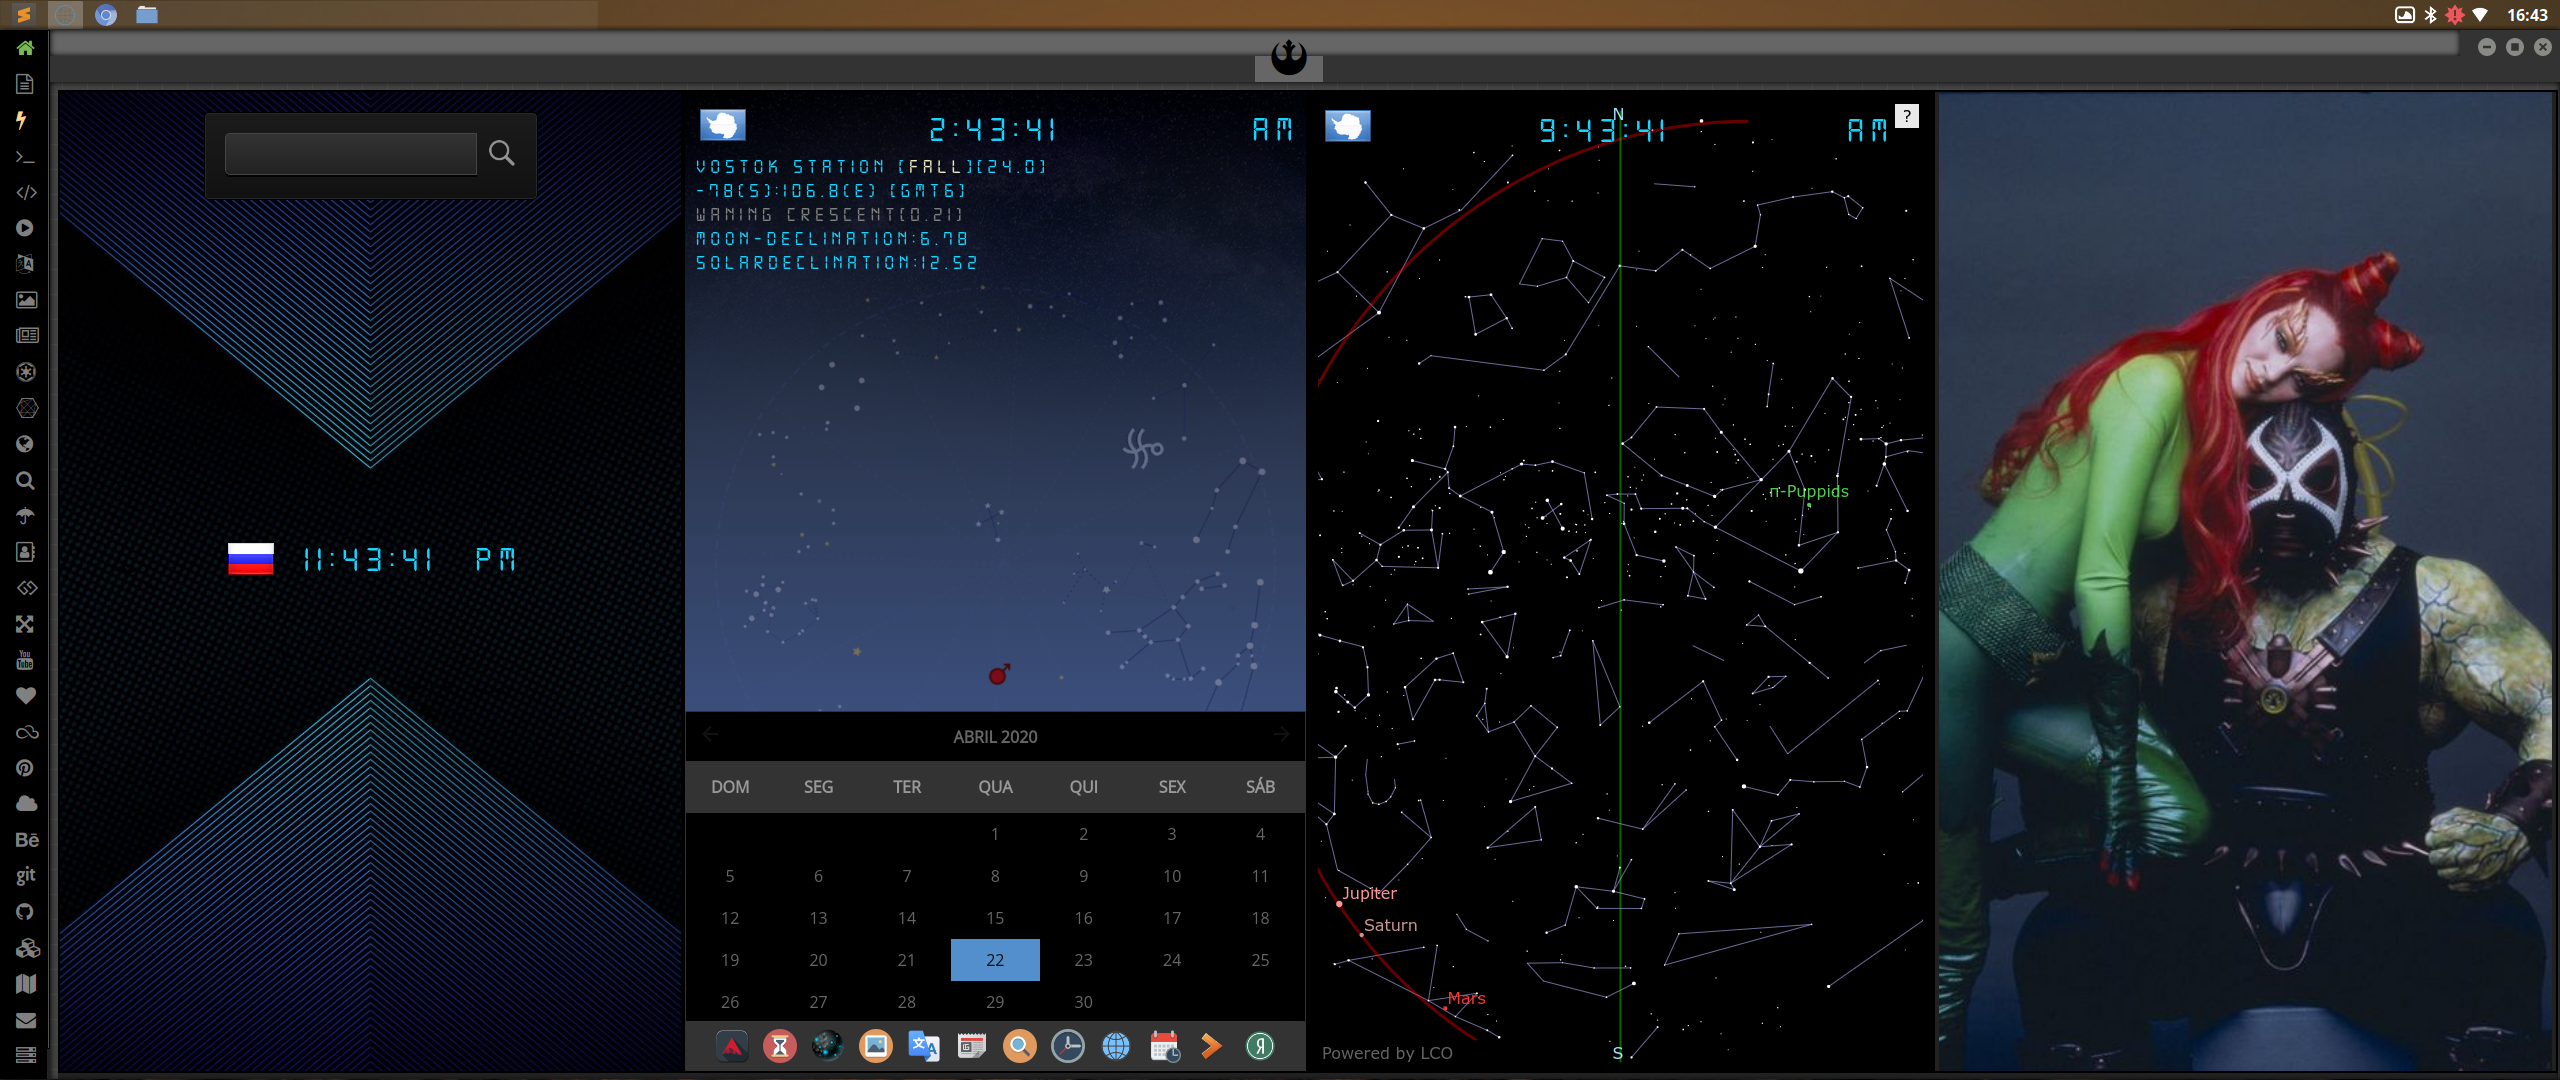 16:43
11:43:41 PM
2:43:41 AM
VOSTOK STATION [FALL][24.0]
-78(S):106.8(E) [GMT6]
WANING CRESCENT[0.21]
MOON-DECLINATION:6.78
SOLARDECLINATION:12.52
ABRIL 2020
DOM SEG TER QUA QUI SEX SÁB
1 2 3 4
5 6 7 8 9 10 11
12 13 14 15 16 17 18
19 20 21 22 23 24 25
26 27 28 29 30
N
9:43:41 AM
?
π-Puppids
Jupiter
Saturn
Mars
S
Powered by LCO
You
Tube
Bē
git
Я